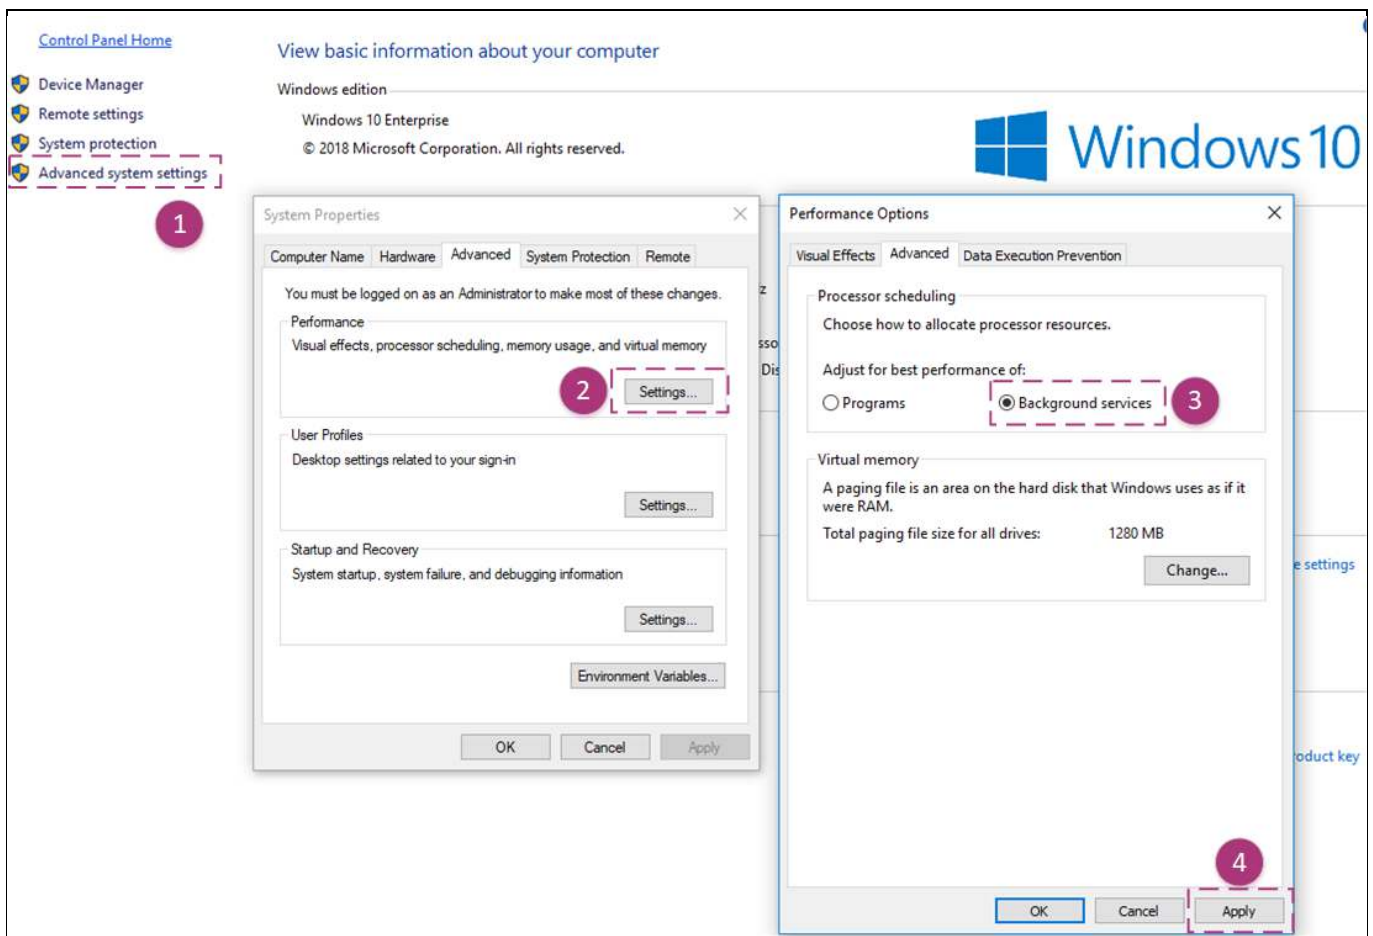 Control Panel Home
Device Manager
Remote settings
System protection
Advanced system settings
1
View basic information about your computer
Windows edition
Windows 10 Enterprise
© 2018 Microsoft Corporation. All rights reserved.
Windows 10
System Properties
Computer Name Hardware Advanced System Protection Remote
You must be logged on as an Administrator to make most of these changes.
Performance
Visual effects, processor scheduling, memory usage, and virtual memory
2 Settings...
User Profiles
Desktop settings related to your sign-in
Settings...
Startup and Recovery
System startup, system failure, and debugging information
Settings...
Environment Variables...
OK Cancel Apply
Performance Options
Visual Effects Advanced Data Execution Prevention
Processor scheduling
Choose how to allocate processor resources.
Adjust for best performance of:
Programs Background services 3
Virtual memory
A paging file is an area on the hard disk that Windows uses as if it
were RAM.
Total paging file size for all drives: 1280 MB
Change...
4
OK Cancel Apply
z
sso
Dis
e settings
oduct key